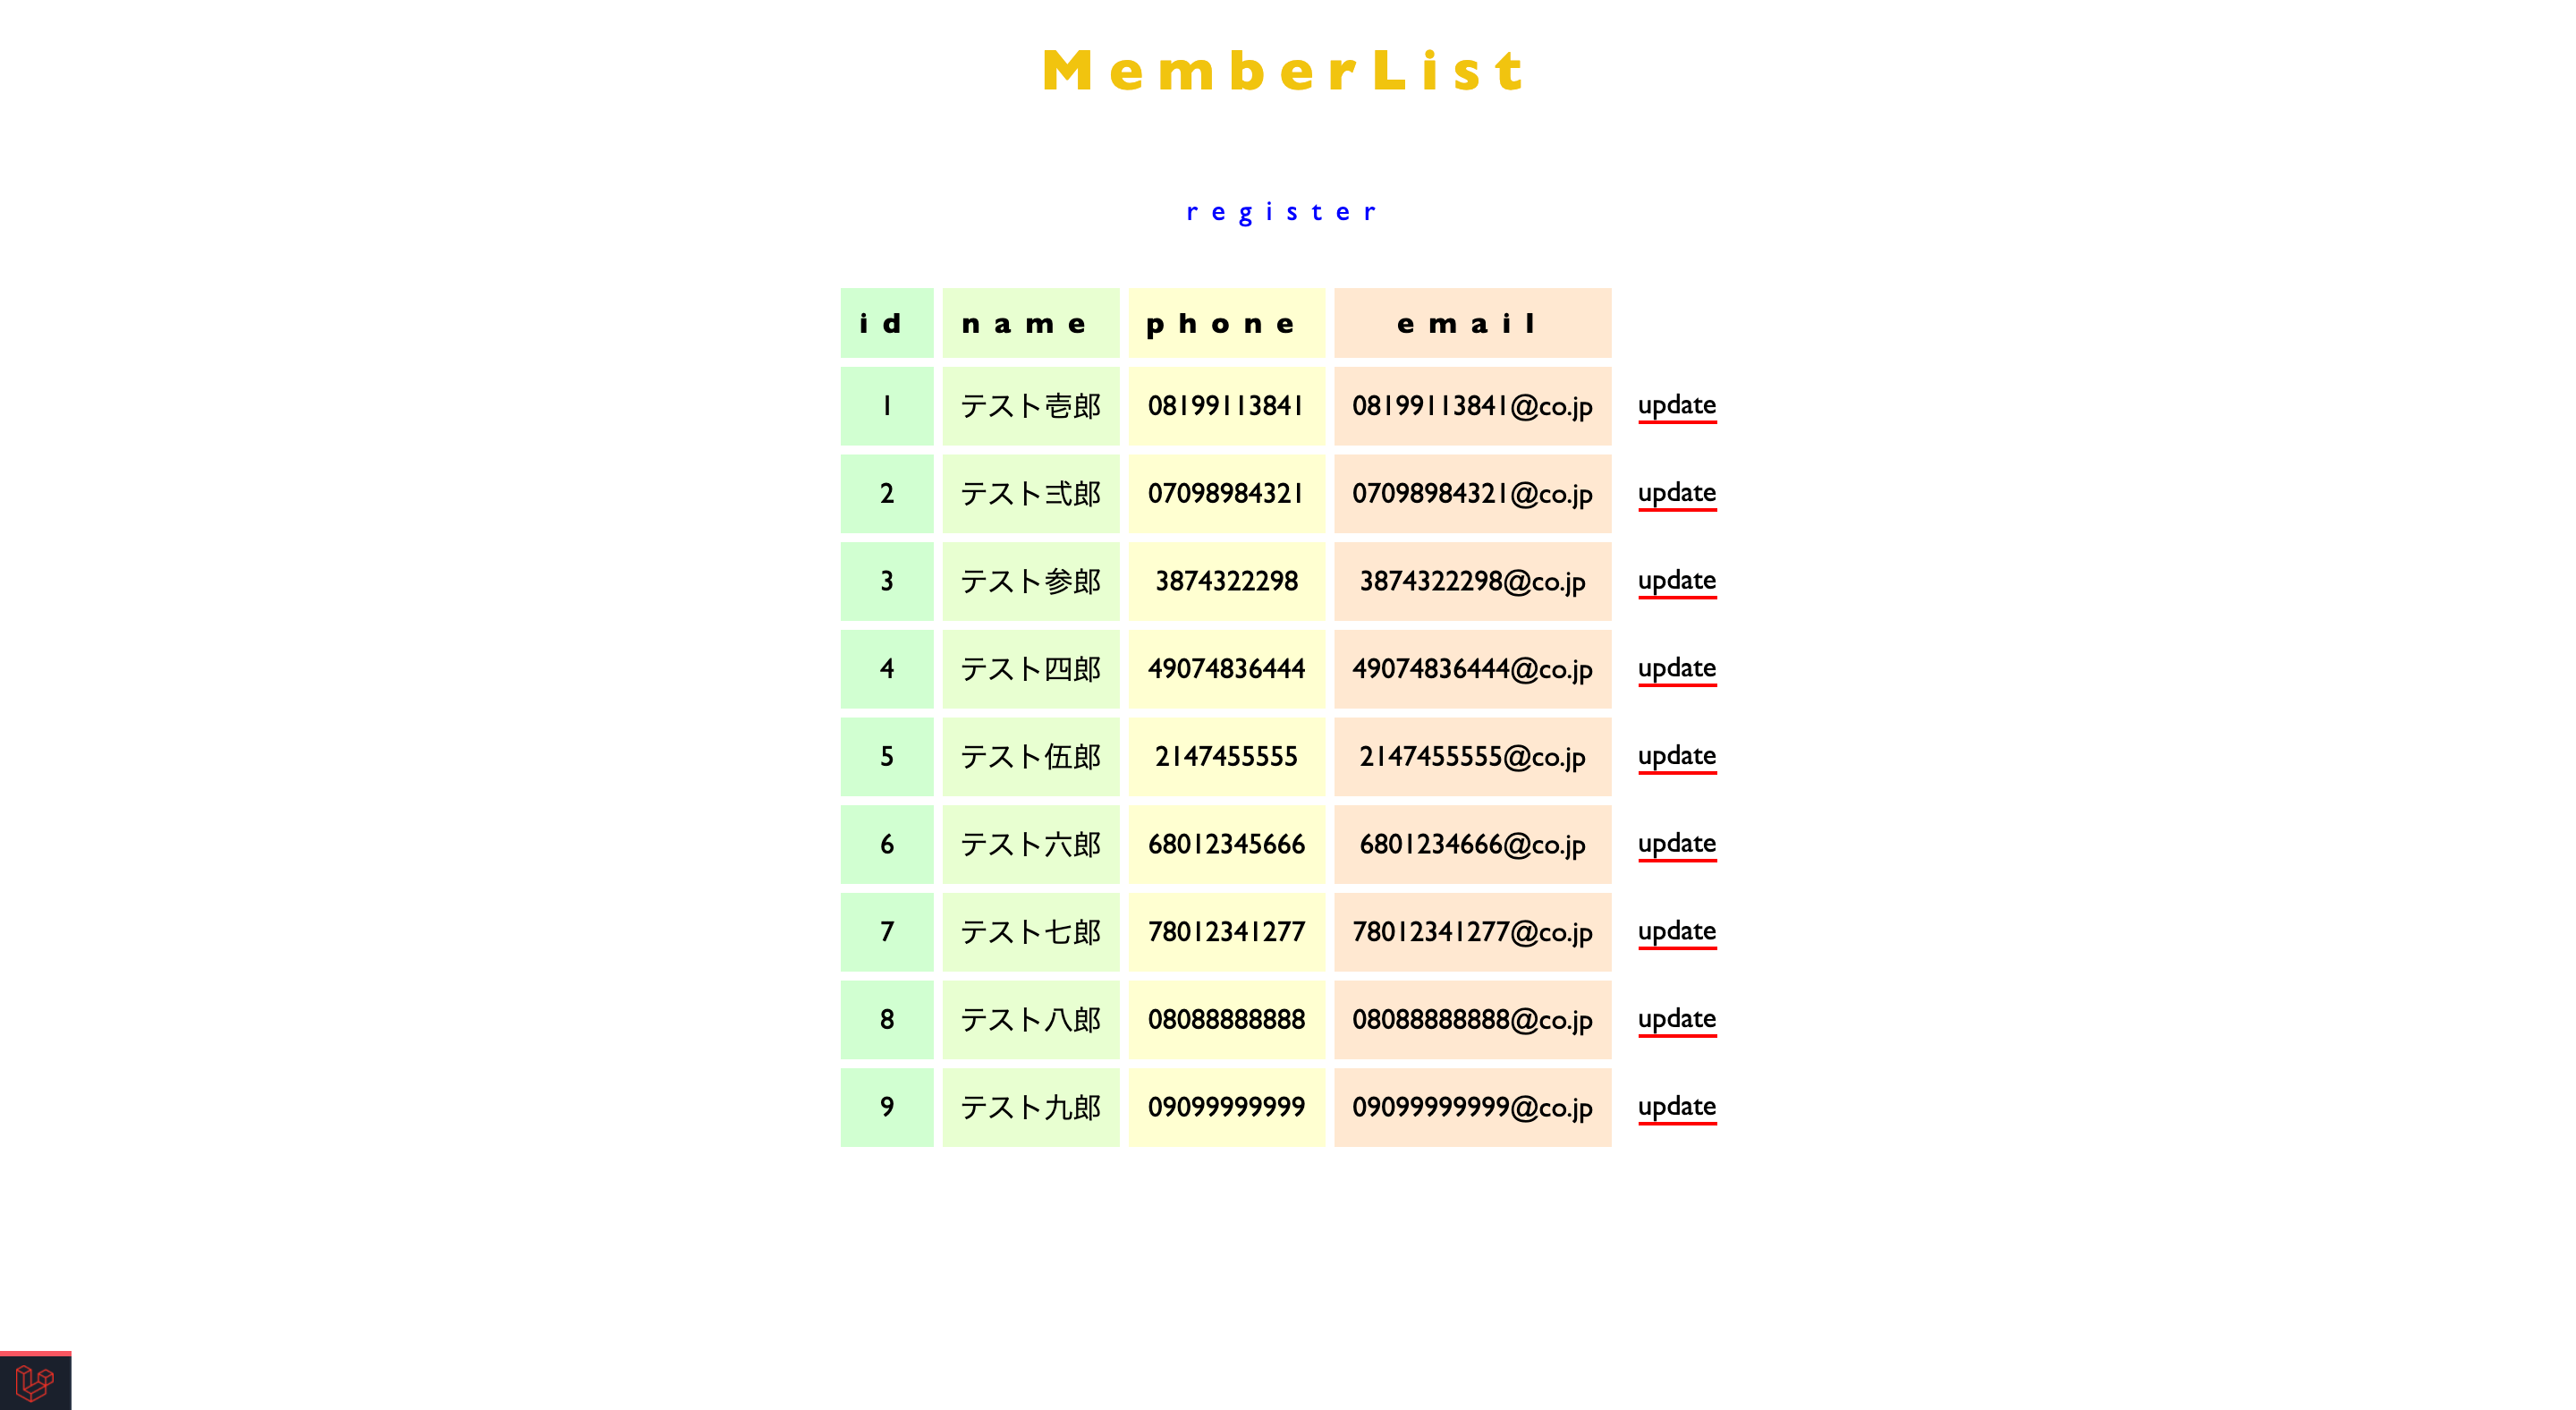 MemberList
register
id name phone email
1 テスト壱郎 08199113841 08199113841@co.jp update
2 テスト弍郎 07098984321 07098984321@co.jp update
3 テスト参郎 3874322298 3874322298@co.jp update
4 テスト四郎 49074836444 49074836444@co.jp update
5 テスト伍郎 2147455555 2147455555@co.jp update
6 テスト六郎 68012345666 6801234666@co.jp update
7 テスト七郎 78012341277 78012341277@co.jp update
8 テスト八郎 08088888888 08088888888@co.jp update
9 テスト九郎 09099999999 09099999999@co.jp update